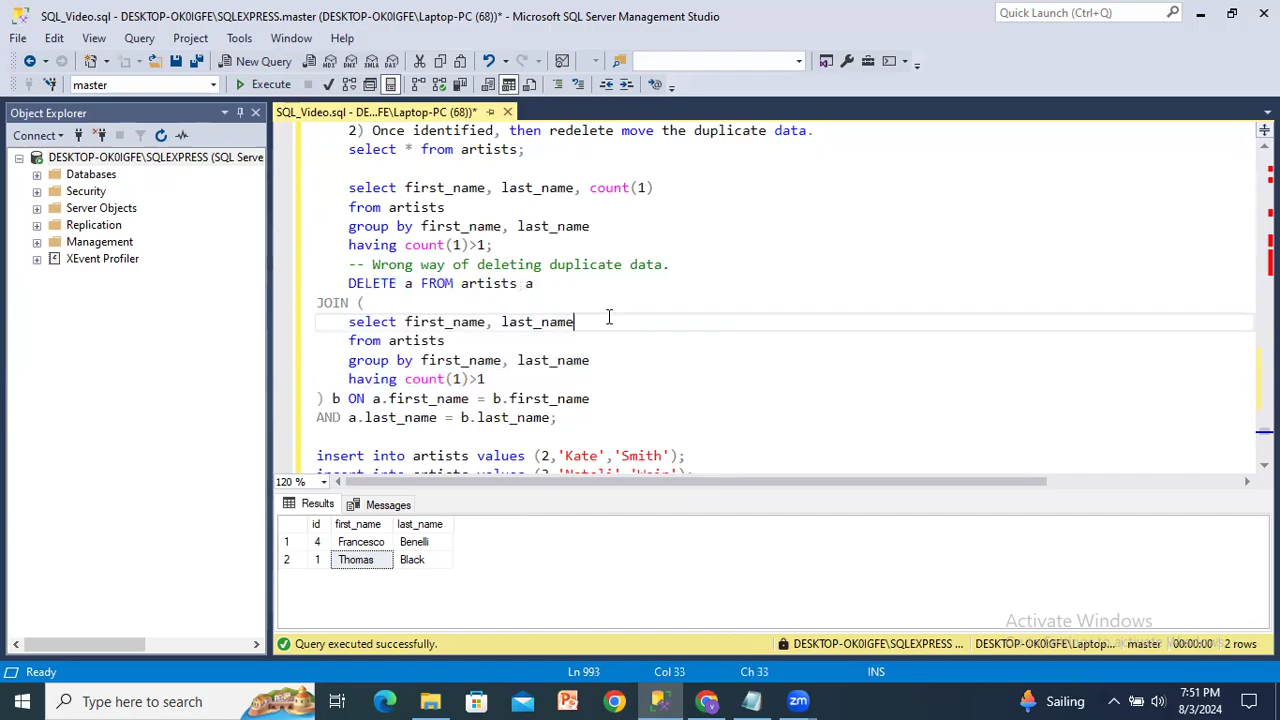 SQL_Video.sql - DESKTOP-OK0IGFE\SQLEXPRESS.master (DESKTOP-OK0IGFE\Laptop-PC (68))* - Microsoft SQL Server Management Studio
Quick Launch (Ctrl+Q)
File Edit View Query Project Tools Window Help
New Query MDX DMX XMLA DAX
master Execute
Object Explorer
SQL_Video.sql - DE...FE\Laptop-PC (68))*
Connect
DESKTOP-OK0IGFE\SQLEXPRESS (SQL Serve
Databases
Security
Server Objects
Replication
Management
XEvent Profiler
2) Once identified, then redelete move the duplicate data.
select * from artists;
select first_name, last_name, count(1)
from artists
group by first_name, last_name
having count(1)>1;
-- Wrong way of deleting duplicate data.
DELETE a FROM artists a
JOIN (
select first_name, last_name
from artists
group by first_name, last_name
having count(1)>1
) b ON a.first_name = b.first_name
AND a.last_name = b.last_name;
insert into artists values (2,'Kate','Smith');
120 %
Results Messages
id first_name last_name
1 4 Francesco Benelli
2 1 Thomas Black
Activate Windows
Query executed successfully.
DESKTOP-OK0IGFE\SQLEXPRESS ... DESKTOP-OK0IGFE\Laptop... master 00:00:00 2 rows
Ready Ln 993 Col 33 Ch 33 INS
Type here to search
Sailing
7:51 PM
8/3/2024